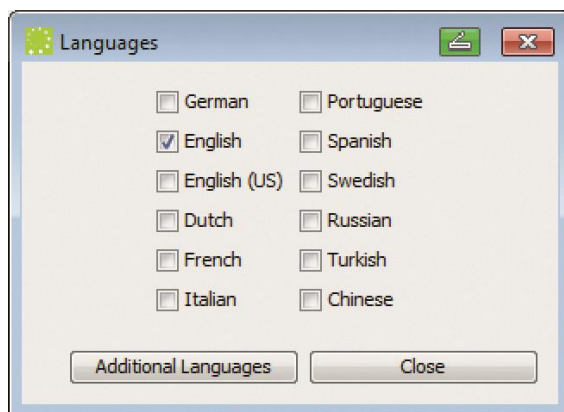 Languages
German
English
English (US)
Dutch
French
Italian
Portuguese
Spanish
Swedish
Russian
Turkish
Chinese
Additional Languages
Close